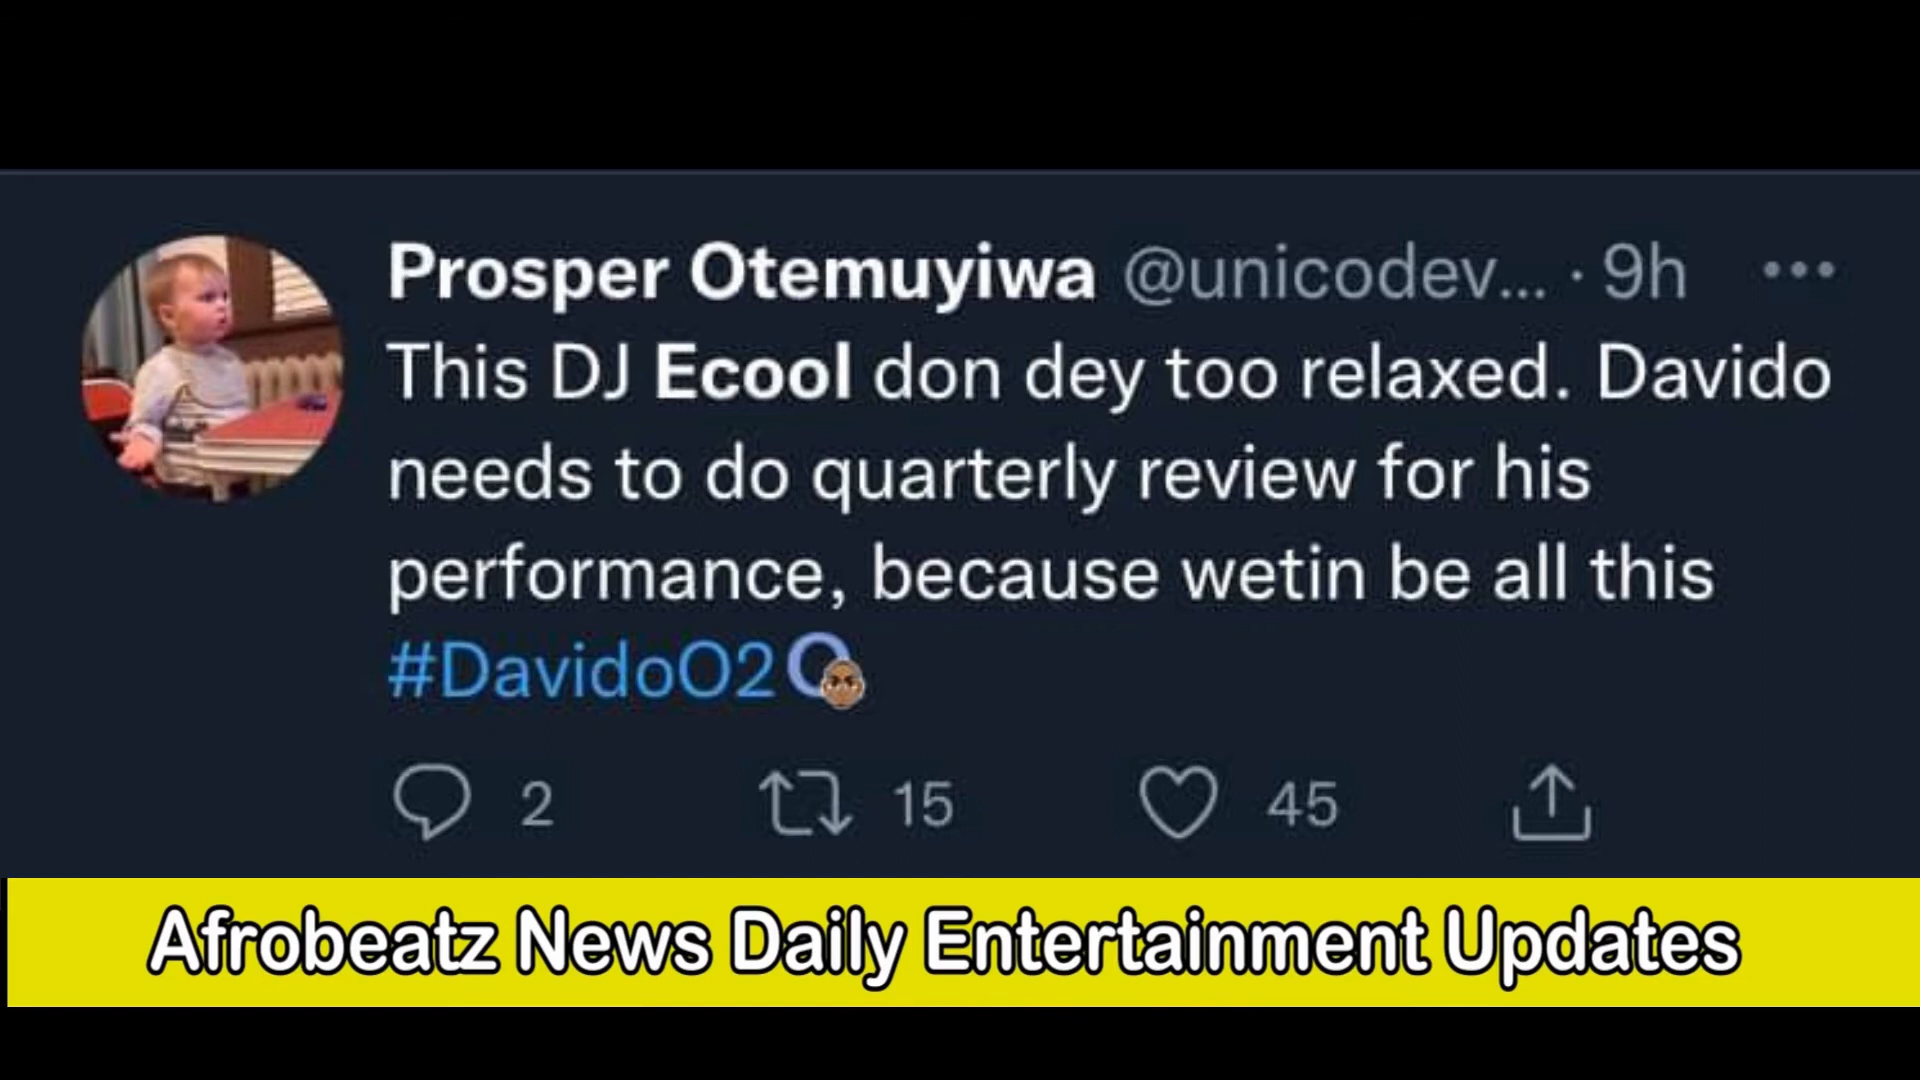 Prosper Otemuyiwa @unicodev... · 9h
This DJ Ecool don dey too relaxed. Davido
needs to do quarterly review for his
performance, because wetin be all this
#DavidoO2
2 15 45
Afrobeatz News Daily Entertainment Updates